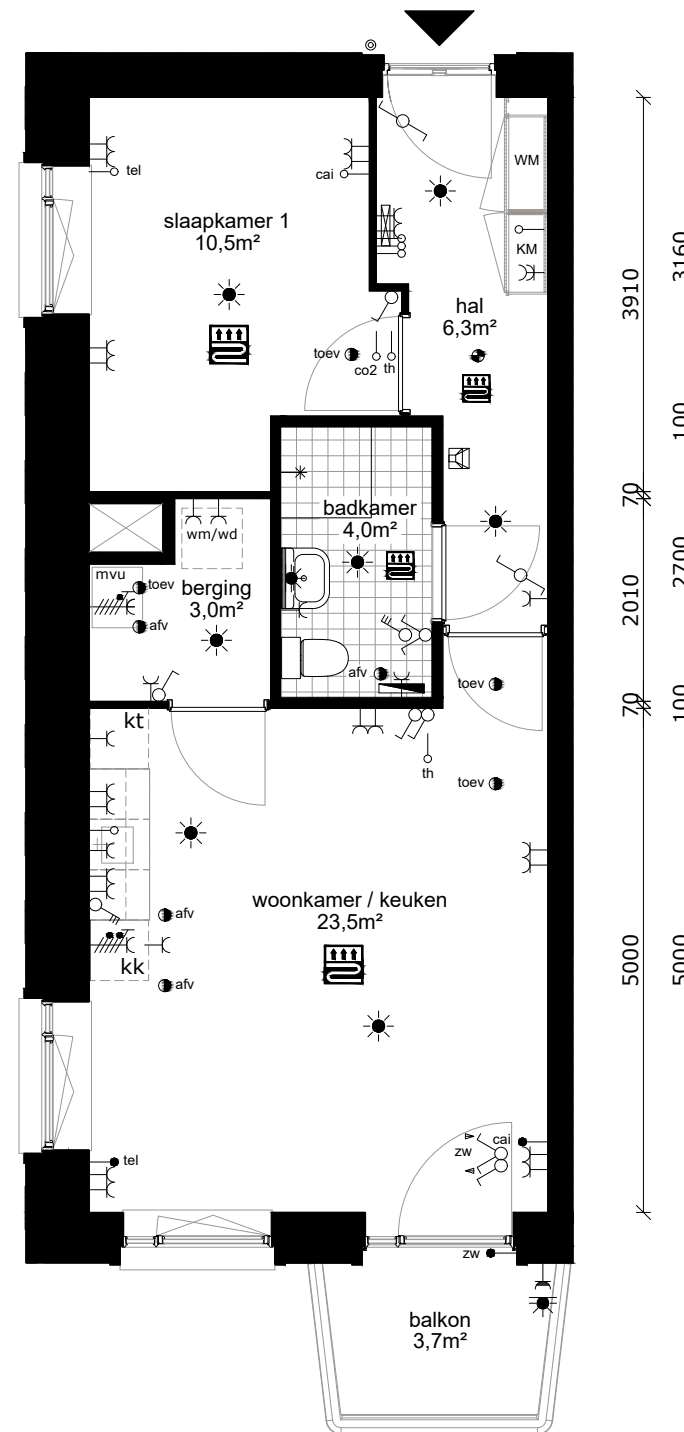 WM
tel
cai
slaapkamer 1
10,5m²
KM
hal
6,3m²
toev
co2
th
badkamer
4,0m²
wm/wd
mvu
toev
berging
3,0m²
afv
afv
toev
kt
th
toev
woonkamer / keuken
23,5m²
afv
kk
afv
cai
zw
tel
zw
balkon
3,7m²
3910
70
2010
70
5000
3160
100
2700
100
5000